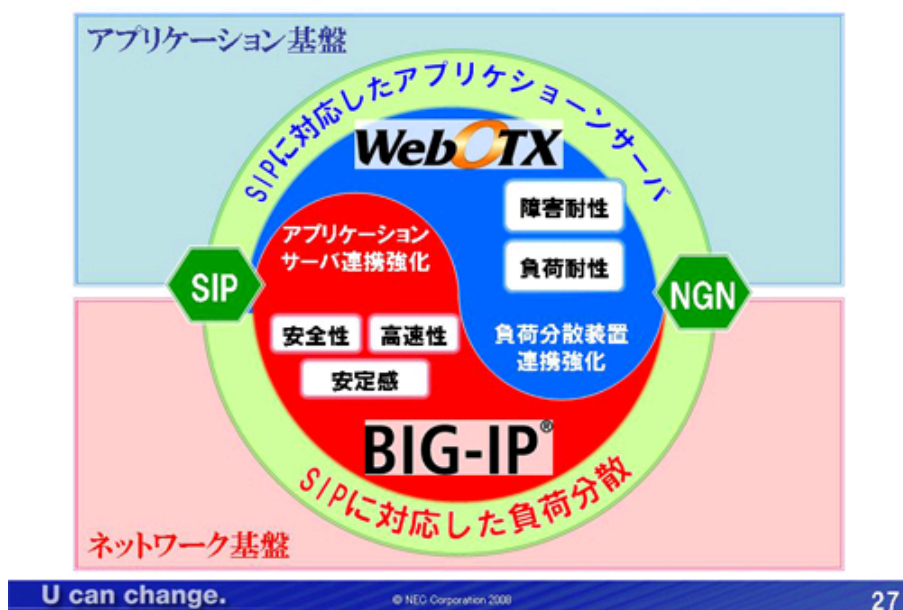 アプリケーション基盤
SIPに対応したアプリケショーンサーバ
WebOTX
障害耐性
アプリケーション
サーバ連携強化
負荷耐性
SIP
NGN
安全性
高速性
負荷分散装置
連携強化
安定感
BIG-IP®
SIPに対応した負荷分散
ネットワーク基盤
U can change.
© NEC Corporation 2008
27